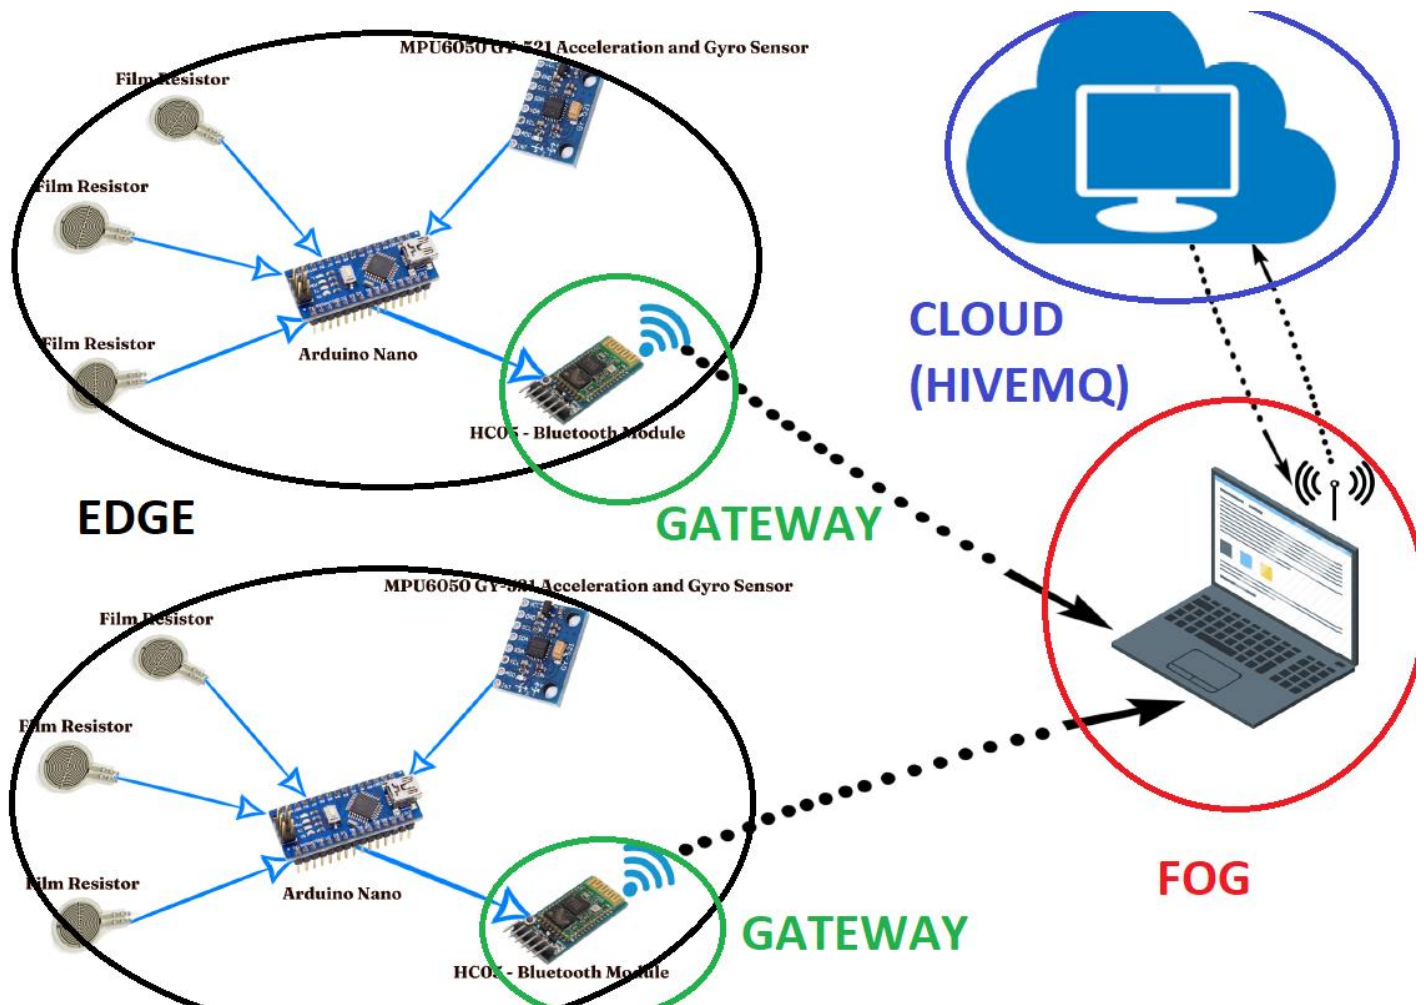 MPU6050 GY-521 Acceleration and Gyro Sensor
Film Resistor
Film Resistor
Film Resistor
Arduino Nano
HC05 - Bluetooth Module
EDGE
GATEWAY
CLOUD
(HIVEMQ)
MPU6050 GY-521 Acceleration and Gyro Sensor
Film Resistor
Film Resistor
Film Resistor
Arduino Nano
HC05 - Bluetooth Module
GATEWAY
FOG